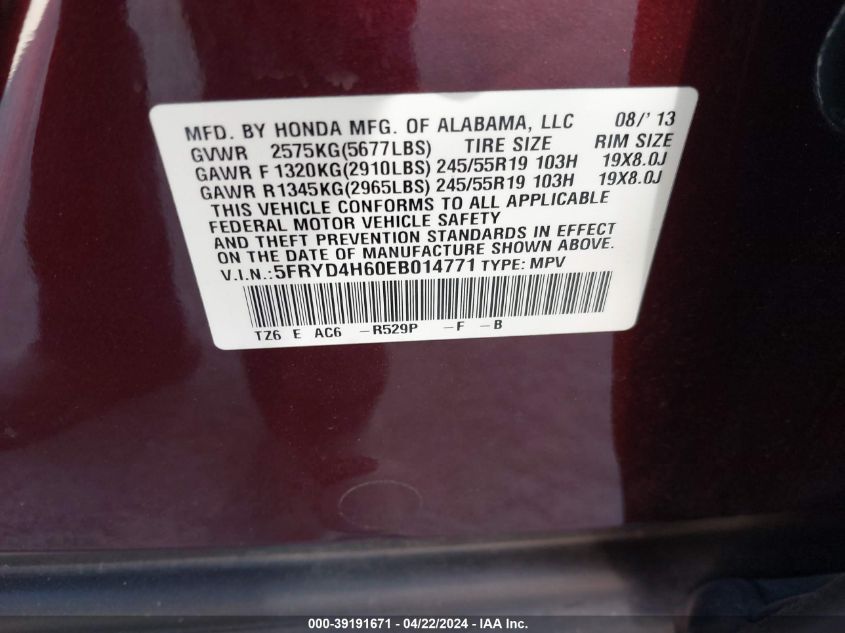 MFD. BY HONDA MFG. OF ALABAMA, LLC 08/'13
GVWR 2575KG(5677LBS) TIRE SIZE RIM SIZE
GAWR F 1320KG(2910LBS) 245/55R19 103H 19X8.0J
GAWR R1345KG(2965LBS) 245/55R19 103H 19X8.0J
THIS VEHICLE CONFORMS TO ALL APPLICABLE
FEDERAL MOTOR VEHICLE SAFETY
AND THEFT PREVENTION STANDARDS IN EFFECT
ON THE DATE OF MANUFACTURE SHOWN ABOVE.
V.I.N.:5FRYD4H60EB014771 TYPE: MPV
TZ6 E AC6 -R529P -F -B
000-39191671 - 04/22/2024 - IAA Inc.